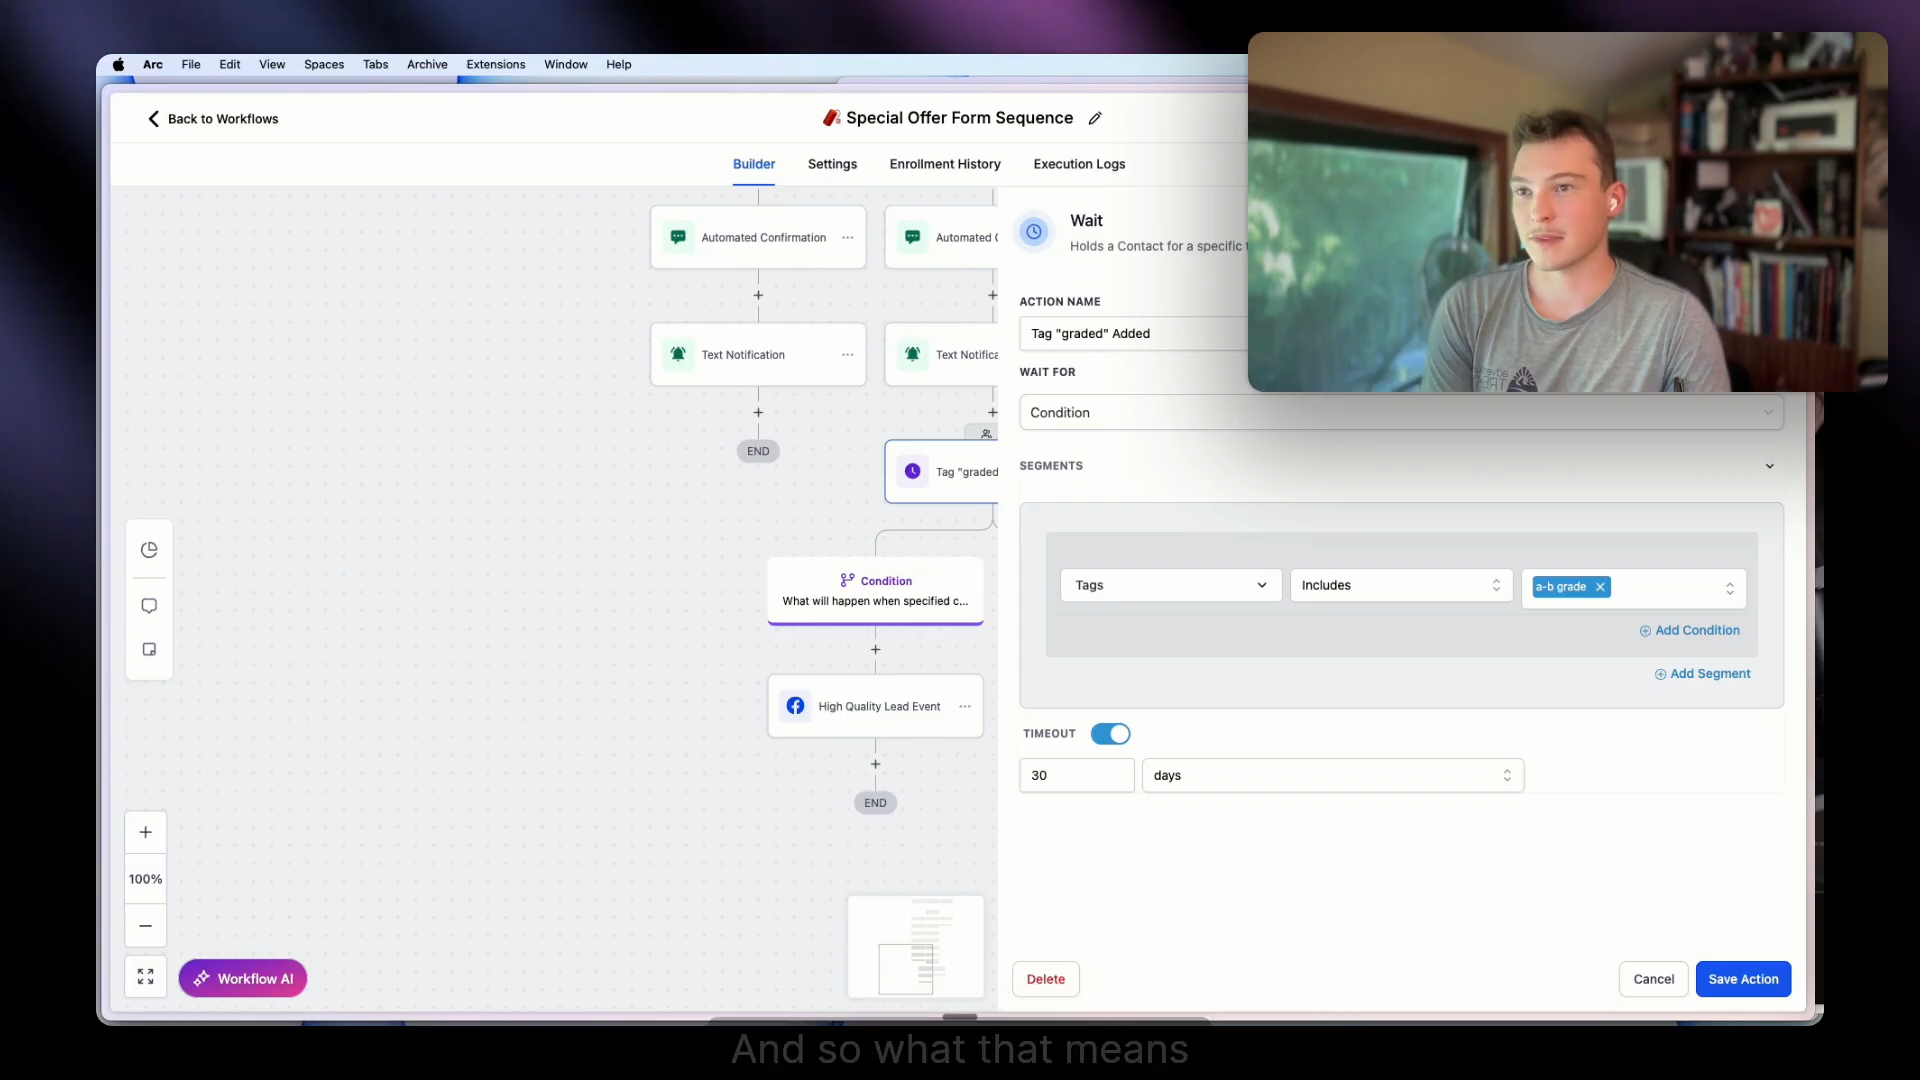 Arc File Edit View Spaces Tabs Archive Extensions Window Help
Back to Workflows
Special Offer Form Sequence
Builder Settings Enrollment History Execution Logs
Automated Confirmation
Automated C
Text Notification
Text Notifica
END
Tag "graded
Condition
What will happen when specified c...
High Quality Lead Event
END
100%
Workflow AI
Wait
Holds a Contact for a specific
ACTION NAME
Tag "graded" Added
WAIT FOR
Condition
SEGMENTS
Tags Includes a-b grade
Add Condition
Add Segment
TIMEOUT
30 days
Delete Cancel Save Action
And so what that means